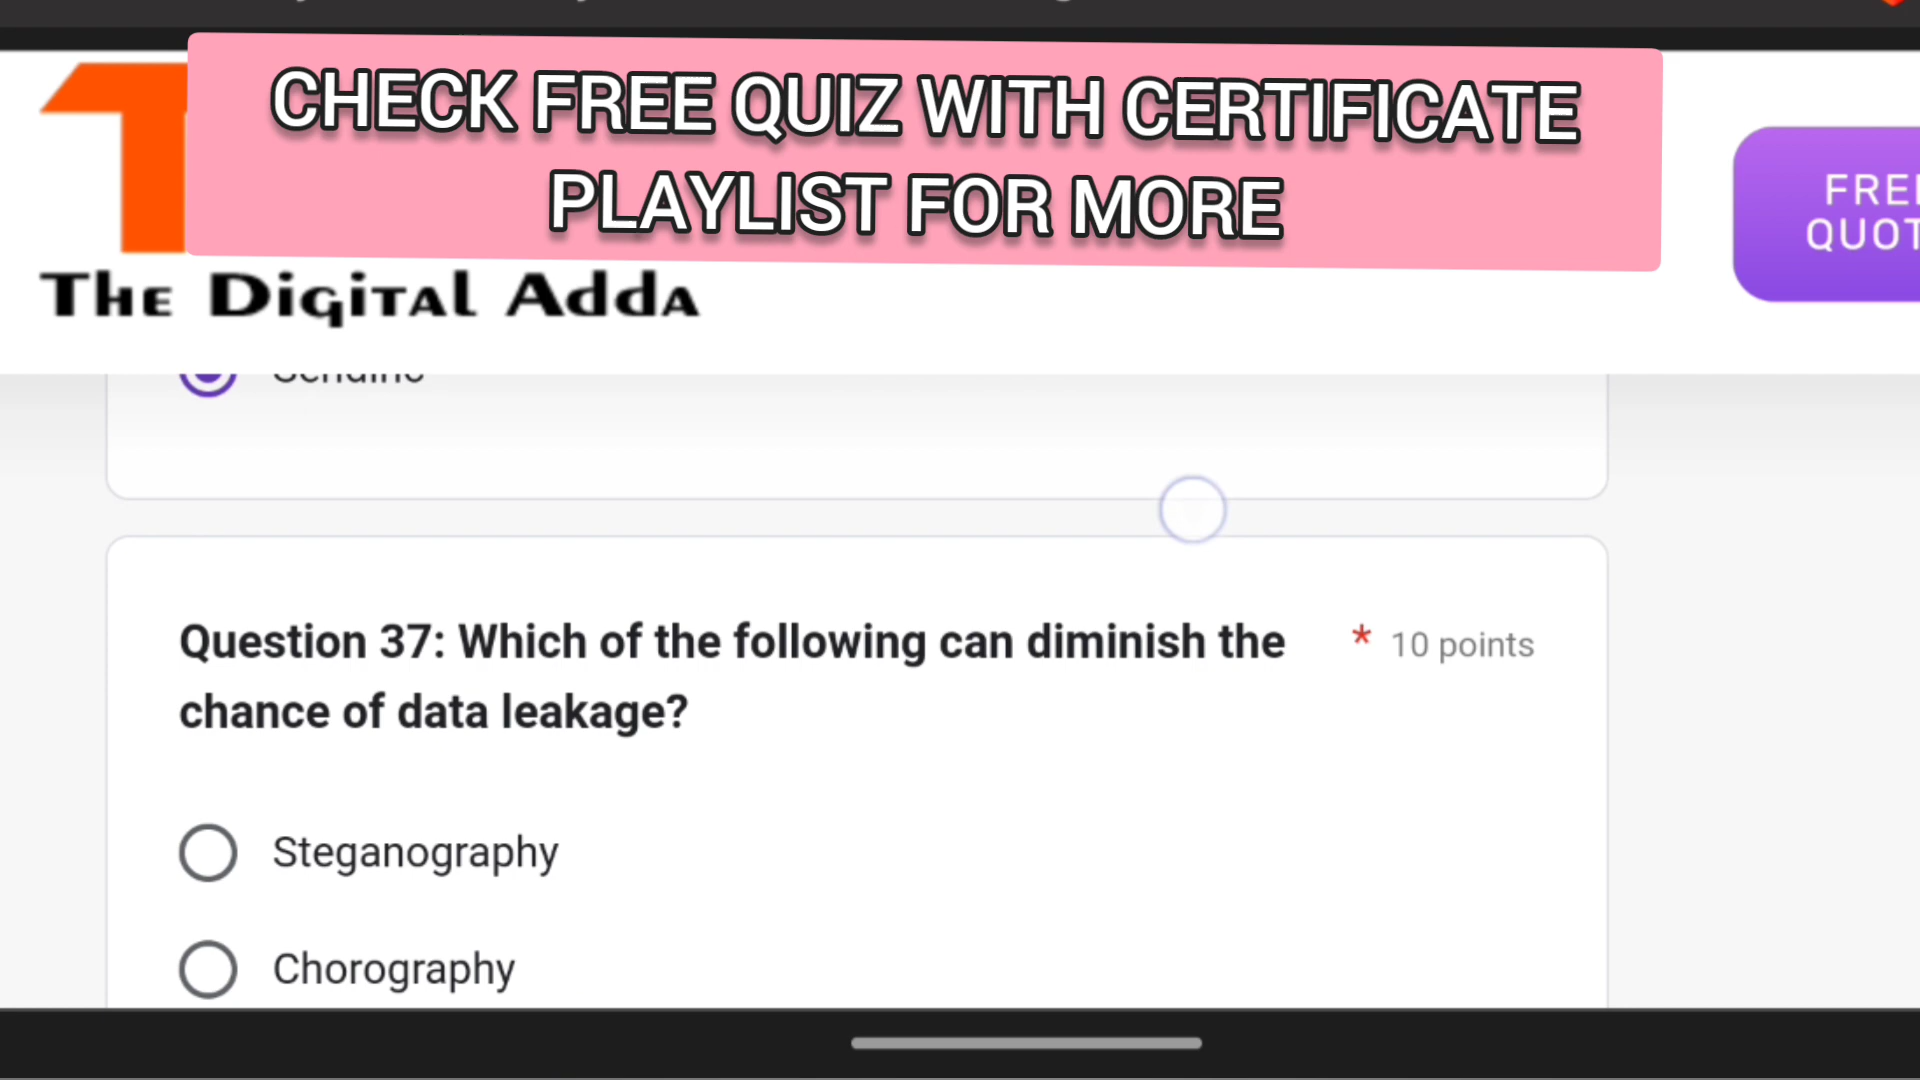 CHECK FREE QUIZ WITH CERTIFICATE
PLAYLIST FOR MORE
THE DIGITAL ADDA
FREE
Question 37: Which of the following can diminish the
chance of data leakage?
* 10 points
Steganography
Chorography